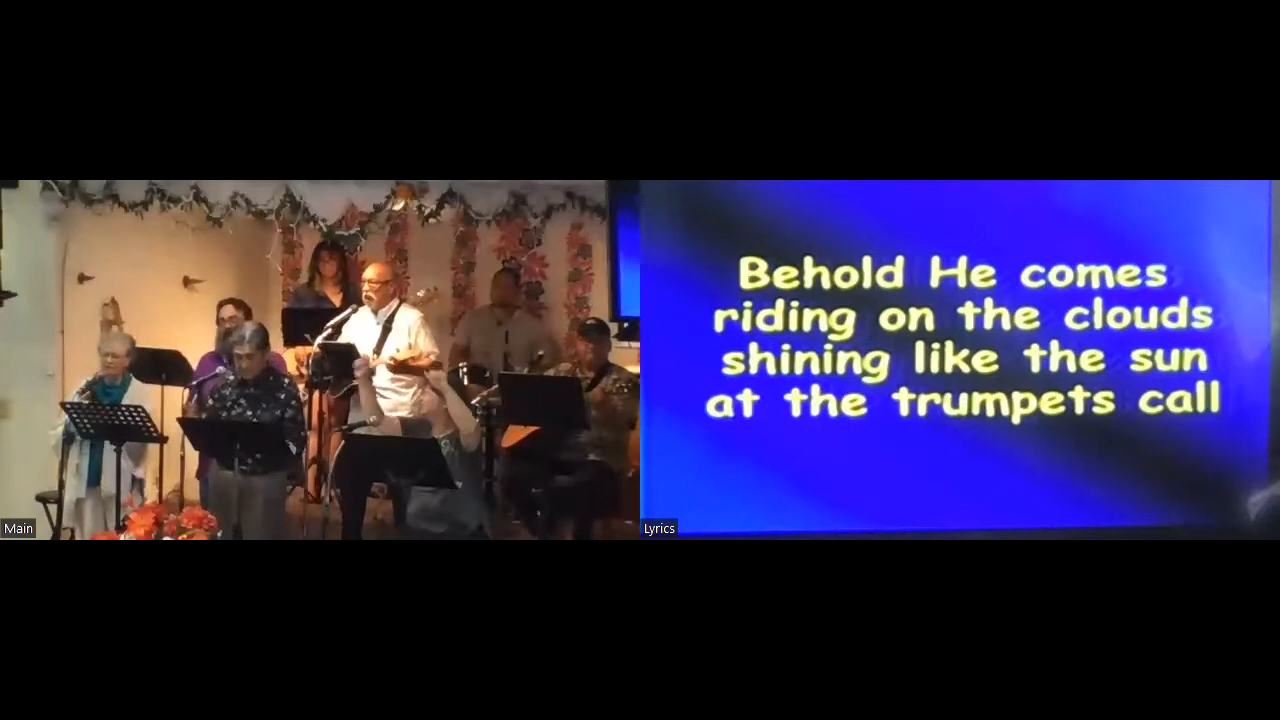 Behold He comes
riding on the clouds
shining like the sun
at the trumpets call
Main
Lyrics